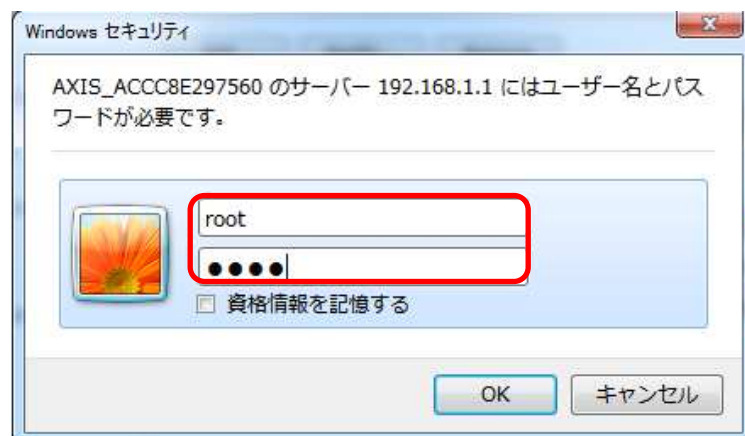 Windows セキュリティ
AXIS_ACCC8E297560 のサーバー 192.168.1.1 にはユーザー名とパス
ワードが必要です。
root
●●●●
資格情報を記憶する
OK
キャンセル